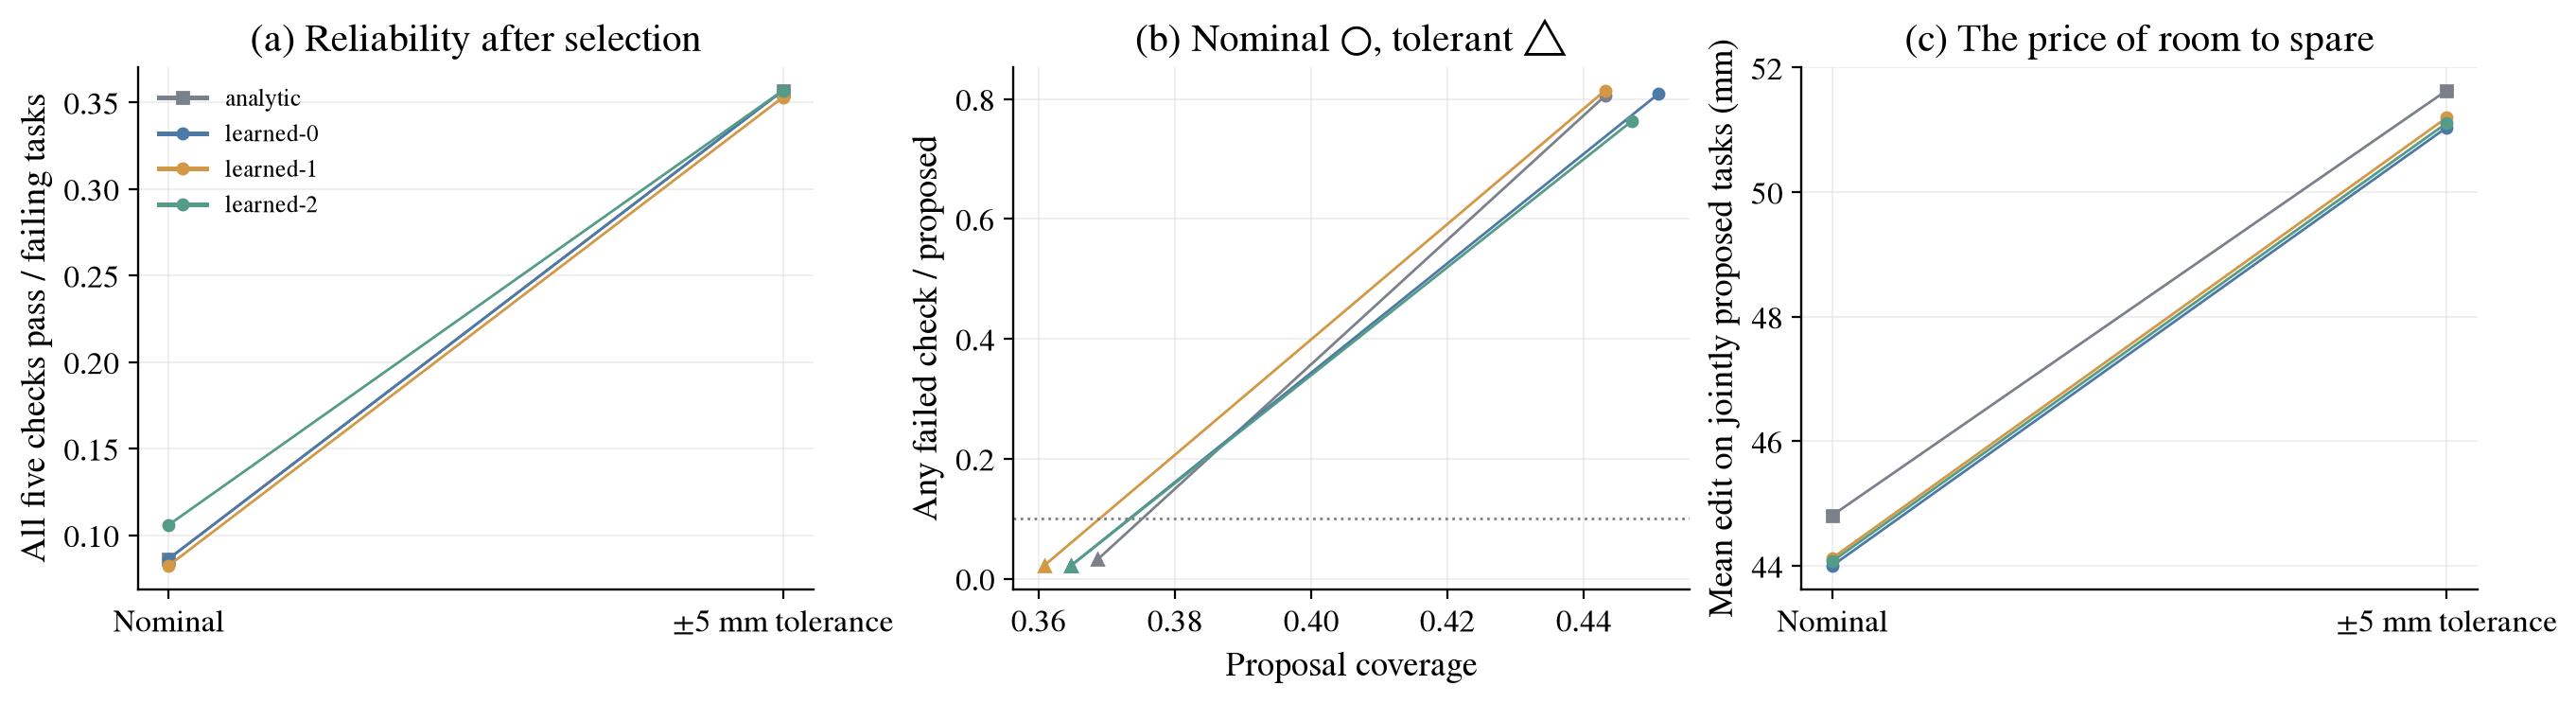 (a) Reliability after selection
All five checks pass / failing tasks
0.35
0.30
0.25
0.20
0.15
0.10
analytic
learned-0
learned-1
learned-2
Nominal
±5 mm tolerance
(b) Nominal ○, tolerant △
Any failed check / proposed
0.8
0.6
0.4
0.2
0.0
0.36 0.38 0.40 0.42 0.44
Proposal coverage
(c) The price of room to spare
Mean edit on jointly proposed tasks (mm)
52
50
48
46
44
Nominal
±5 mm tolerance